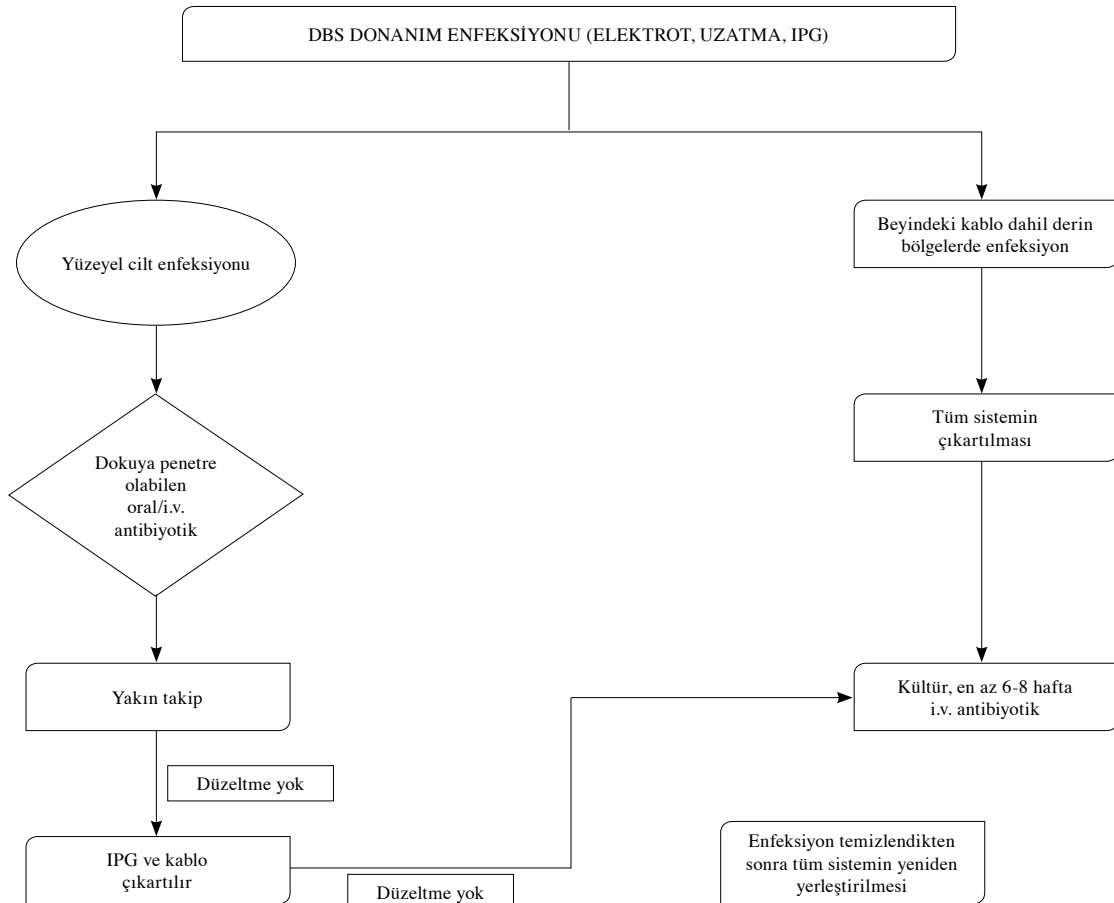 DBS DONANIM ENFEKSİYONU (ELEKTROT, UZATMA, IPG)
Yüzeyel cilt enfeksiyonu
Beyindeki kablo dahil derin
bölgelerde enfeksiyon
Dokuya penetre
olabilen
oral/i.v.
antibiyotik
Tüm sistemin
çıkartılması
Yakın takip
Kültür, en az 6-8 hafta
i.v. antibiyotik
Düzeltme yok
IPG ve kablo
çıkartılır
Düzeltme yok
Enfeksiyon temizlendikten
sonra tüm sistemin yeniden
yerleştirilmesi